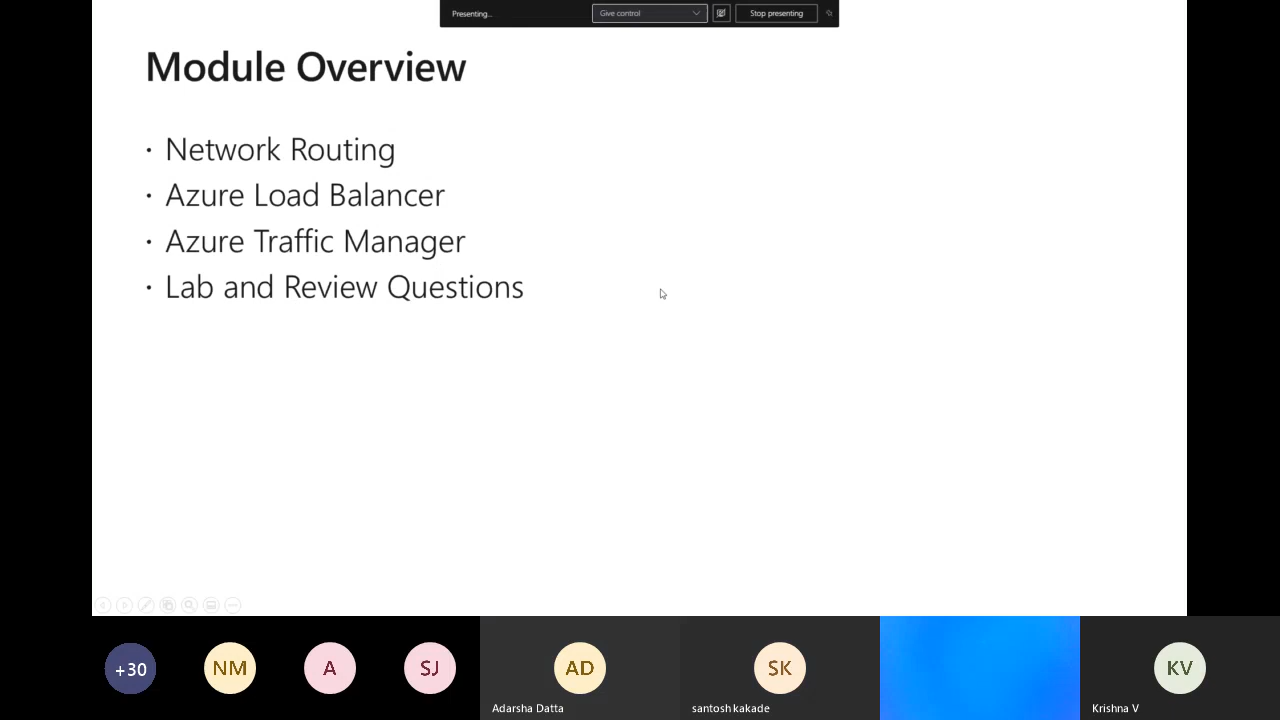 Presenting...
Give control
Stop presenting
Module Overview
• Network Routing
• Azure Load Balancer
• Azure Traffic Manager
• Lab and Review Questions
+30
NM
A
SJ
AD
SK
KV
Adarsha Datta
santosh kakade
Krishna V